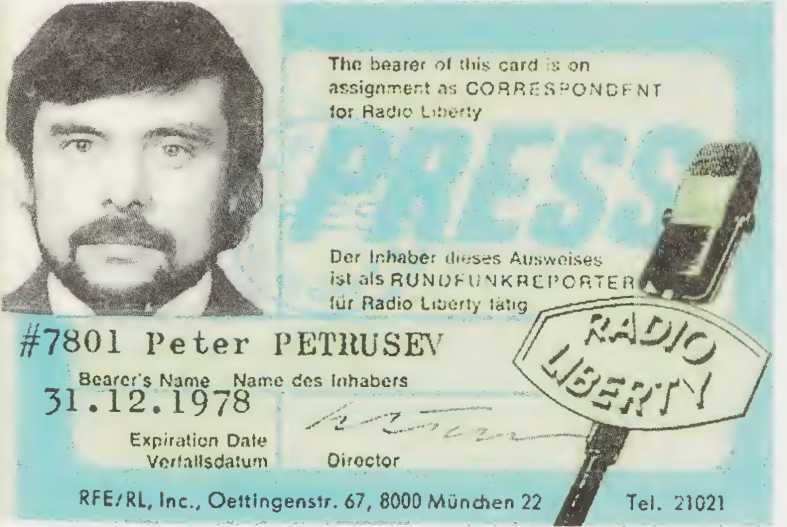 The bearer of this card is on
assignment as CORRESPONDENT
for Radio Liberty
PRESS
Der Inhaber dieses Ausweises
ist als RUNDFUNKREPORTER
für Radio Liberty tätig
#7801 Peter PETRUSEV
Bearer's Name Name des Inhabers
31.12.1978
Expiration Date
Verfallsdatum
Director
RADIO
LIBERTY
RFE/RL, Inc., Oettingenstr. 67, 8000 München 22 Tel. 21021